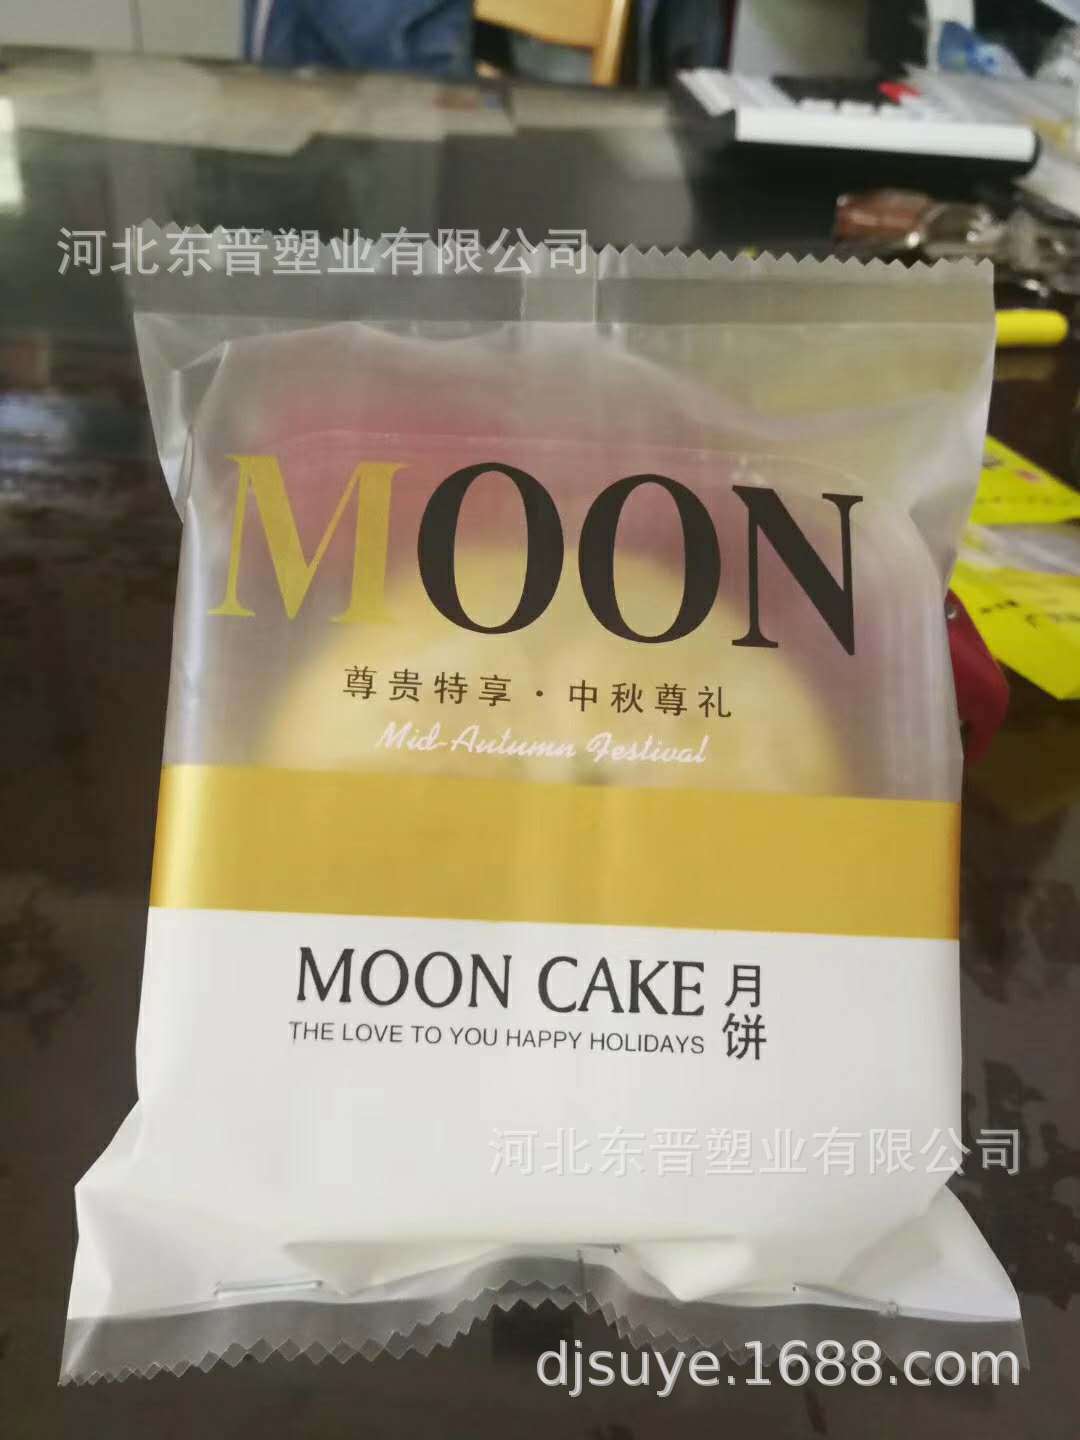 河北东晋塑业有限公司
MOON
尊贵特享·中秋尊礼
Mid-Autumn Festival
MOON CAKE 月饼
THE LOVE TO YOU HAPPY HOLIDAYS
河北东晋塑业有限公司
djsuye.1688.com